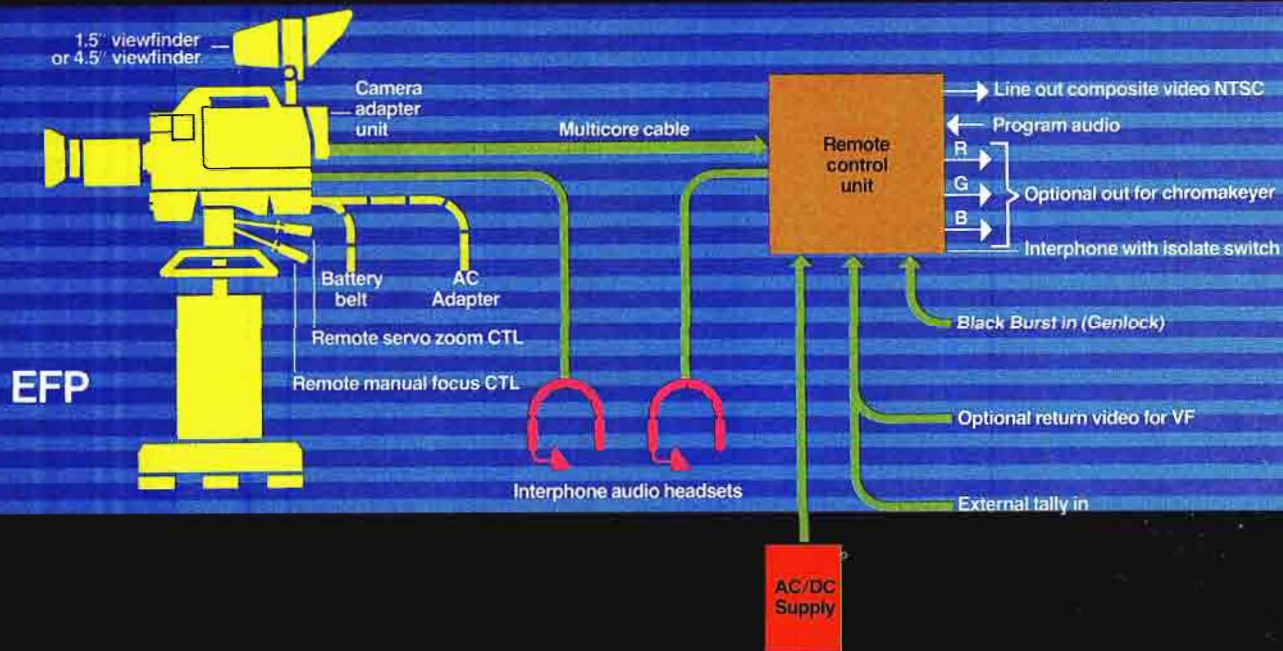 1.5" viewfinder
or 4.5" viewfinder
Camera
adapter
unit
Multicore cable
Remote
control
unit
Line out composite video NTSC
Program audio
R
G
B
Optional out for chromakeyer
Interphone with isolate switch
Battery
belt
AC
Adapter
Remote servo zoom CTL
Remote manual focus CTL
EFP
Interphone audio headsets
Black Burst in (Genlock)
Optional return video for VF
External tally in
AC/DC
Supply